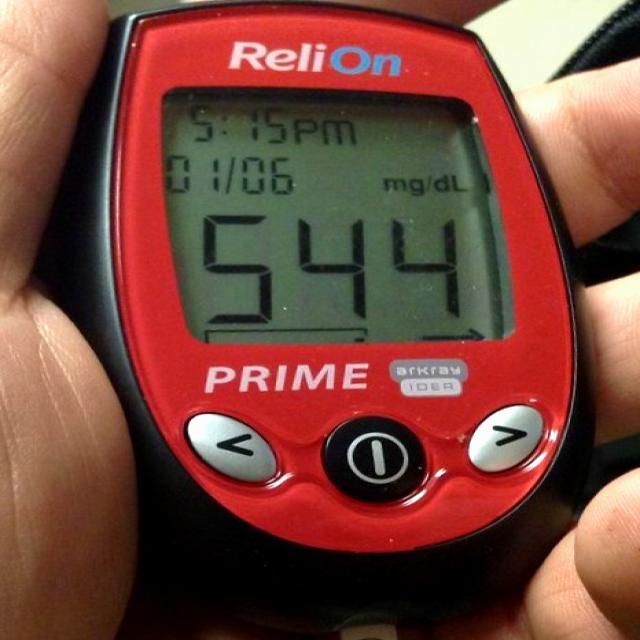 ReliOn
5:15PM
01/06 mg/dL
544
PRIME arkray
IDEA
< >